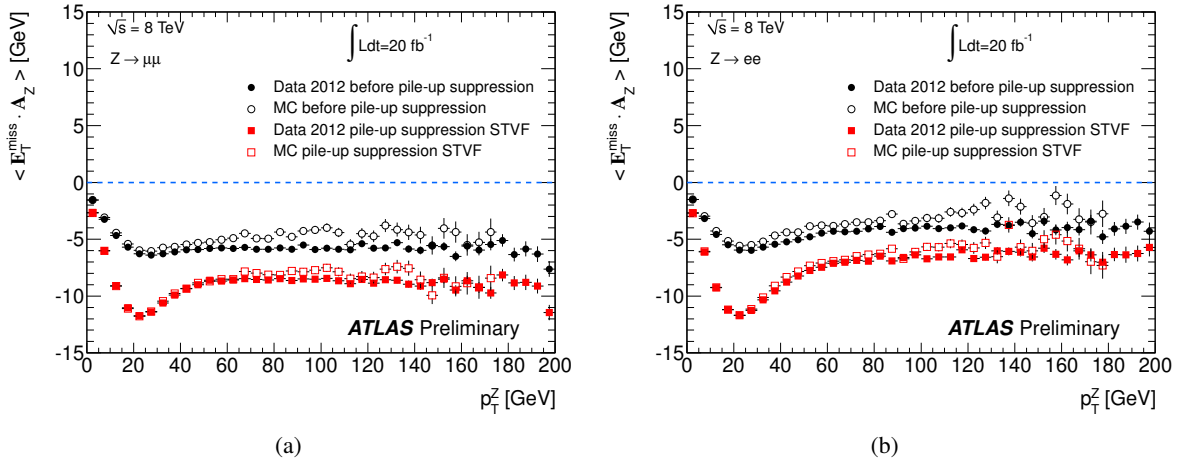 √s = 8 TeV
∫ Ldt=20 fb⁻¹
Z → μμ
Data 2012 before pile-up suppression
MC before pile-up suppression
Data 2012 pile-up suppression STVF
MC pile-up suppression STVF
ATLAS Preliminary
< E_T^miss · A_Z > [GeV]
15
10
5
0
-5
-10
-15
0 20 40 60 80 100 120 140 160 180 200
p_T^Z [GeV]
(a)
√s = 8 TeV
∫ Ldt=20 fb⁻¹
Z → ee
Data 2012 before pile-up suppression
MC before pile-up suppression
Data 2012 pile-up suppression STVF
MC pile-up suppression STVF
ATLAS Preliminary
< E_T^miss · A_Z > [GeV]
15
10
5
0
-5
-10
-15
0 20 40 60 80 100 120 140 160 180 200
p_T^Z [GeV]
(b)